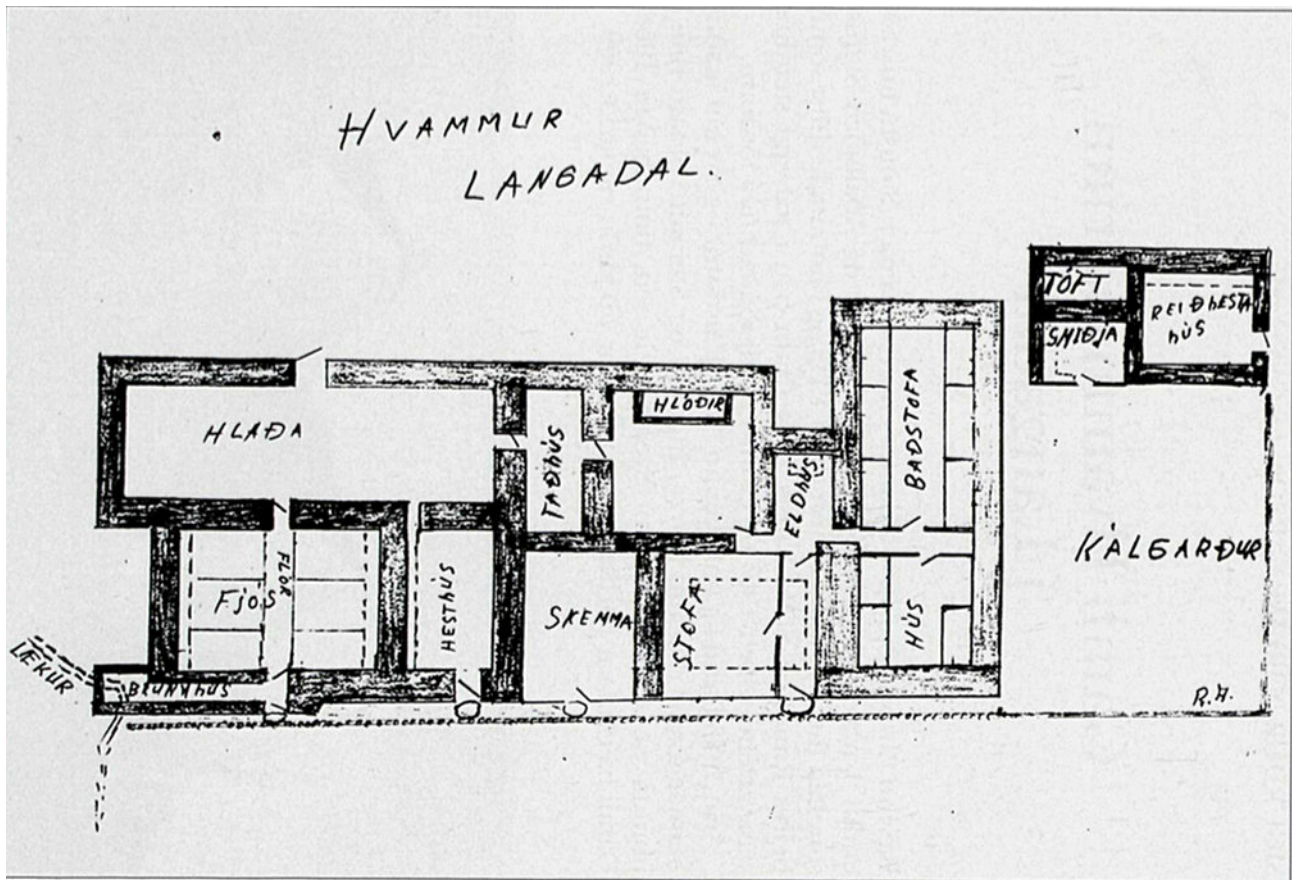 HVAMMUR
LANGADAL.
TÓFT
REIÐHESTA
HÚS
SMIÐJA
HLÓÐIR
HLAÐA
TAÐHÚS
ELDHÚS
BAÐSTOFA
KÁLGARÐUR
FLÓR
FJÓS
HESTHÚS
SKEMMA
STOFA
HÚS
LÆKUR
BRUNNHÚS
R.H.